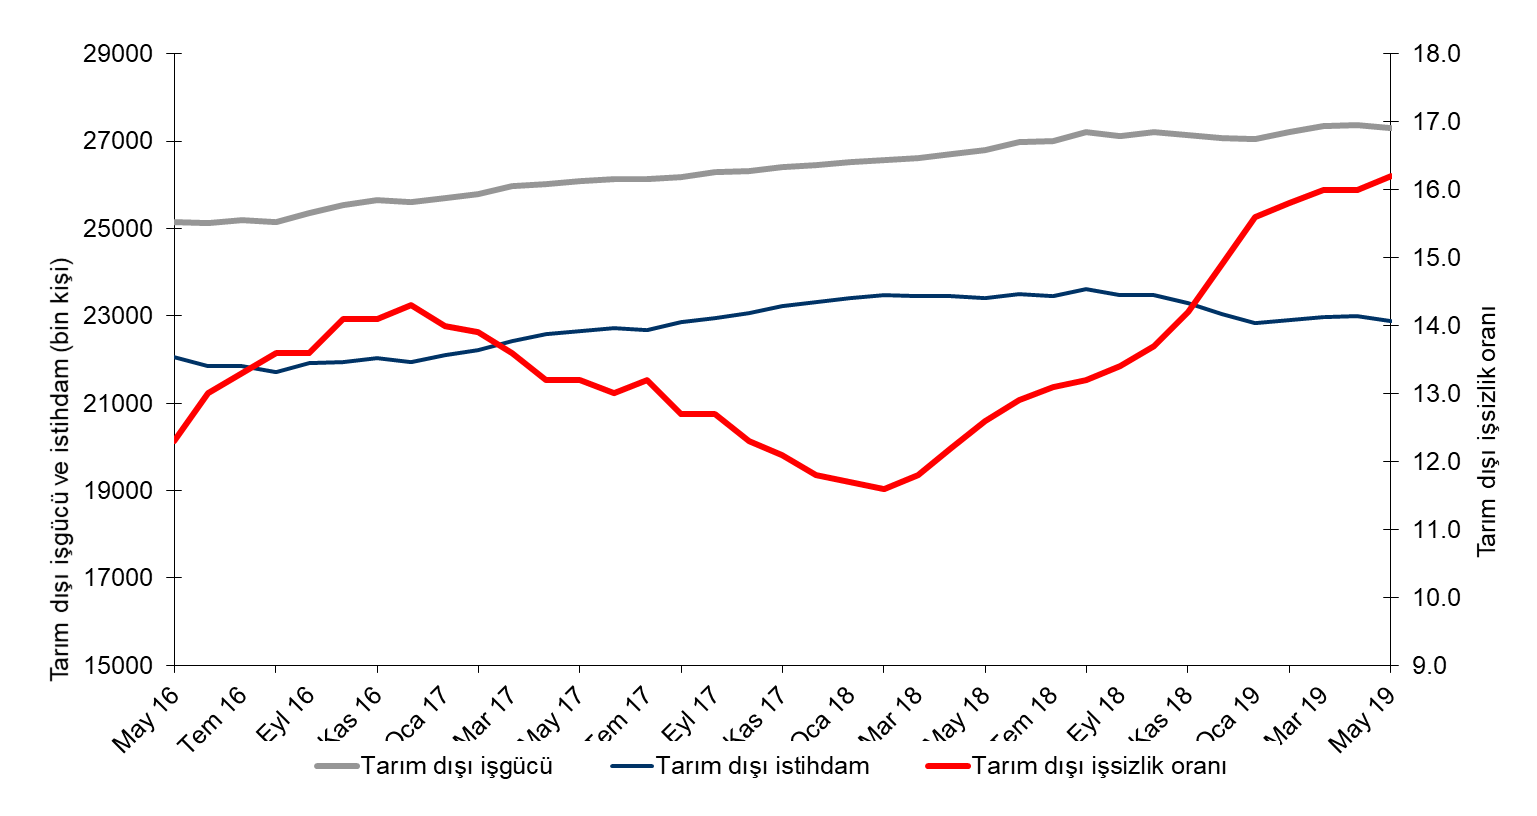 29000
27000
25000
23000
21000
19000
17000
15000
Tarım dışı işgücü ve istihdam (bin kişi)
18.0
17.0
16.0
15.0
14.0
13.0
12.0
11.0
10.0
9.0
Tarım dışı işsizlik oranı
May 16
Tem 16
Eyl 16
Kas 16
Oca 17
Mar 17
May 17
Tem 17
Eyl 17
Kas 17
Oca 18
Mar 18
May 18
Tem 18
Eyl 18
Kas 18
Oca 19
Mar 19
May 19
Tarım dışı işgücü
Tarım dışı istihdam
Tarım dışı işsizlik oranı